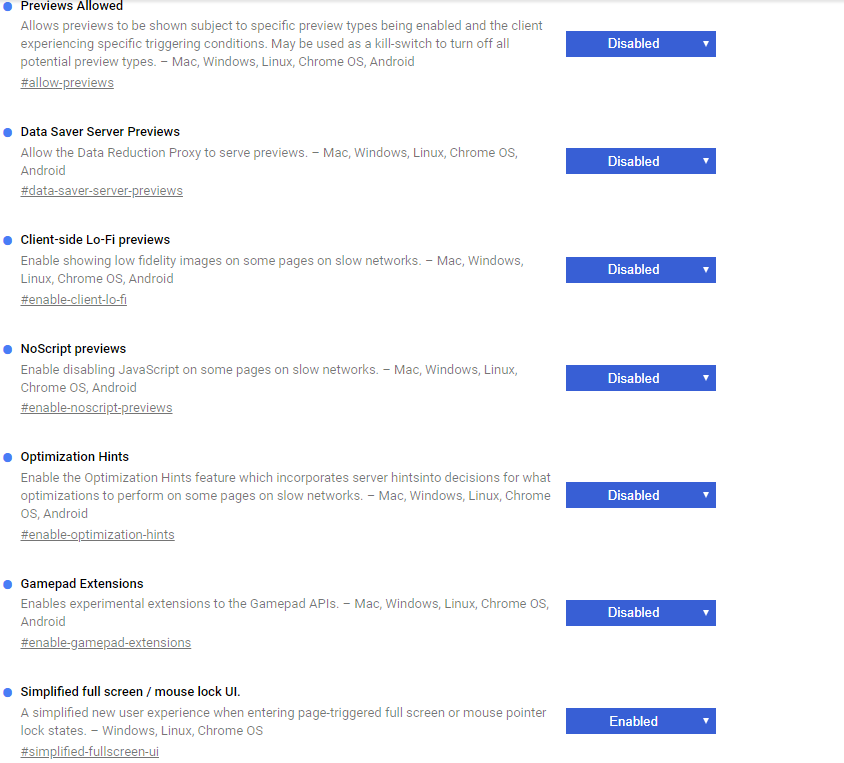 Previews Allowed
Allows previews to be shown subject to specific preview types being enabled and the client
experiencing specific triggering conditions. May be used as a kill-switch to turn off all
potential preview types. – Mac, Windows, Linux, Chrome OS, Android
#allow-previews
Disabled
Data Saver Server Previews
Allow the Data Reduction Proxy to serve previews. – Mac, Windows, Linux, Chrome OS,
Android
#data-saver-server-previews
Disabled
Client-side Lo-Fi previews
Enable showing low fidelity images on some pages on slow networks. – Mac, Windows,
Linux, Chrome OS, Android
#enable-client-lo-fi
Disabled
NoScript previews
Enable disabling JavaScript on some pages on slow networks. – Mac, Windows, Linux,
Chrome OS, Android
#enable-noscript-previews
Disabled
Optimization Hints
Enable the Optimization Hints feature which incorporates server hintsinto decisions for what
optimizations to perform on some pages on slow networks. – Mac, Windows, Linux, Chrome
OS, Android
#enable-optimization-hints
Disabled
Gamepad Extensions
Enables experimental extensions to the Gamepad APIs. – Mac, Windows, Linux, Chrome OS,
Android
#enable-gamepad-extensions
Disabled
Simplified full screen / mouse lock UI.
A simplified new user experience when entering page-triggered full screen or mouse pointer
lock states. – Windows, Linux, Chrome OS
#simplified-fullscreen-ui
Enabled